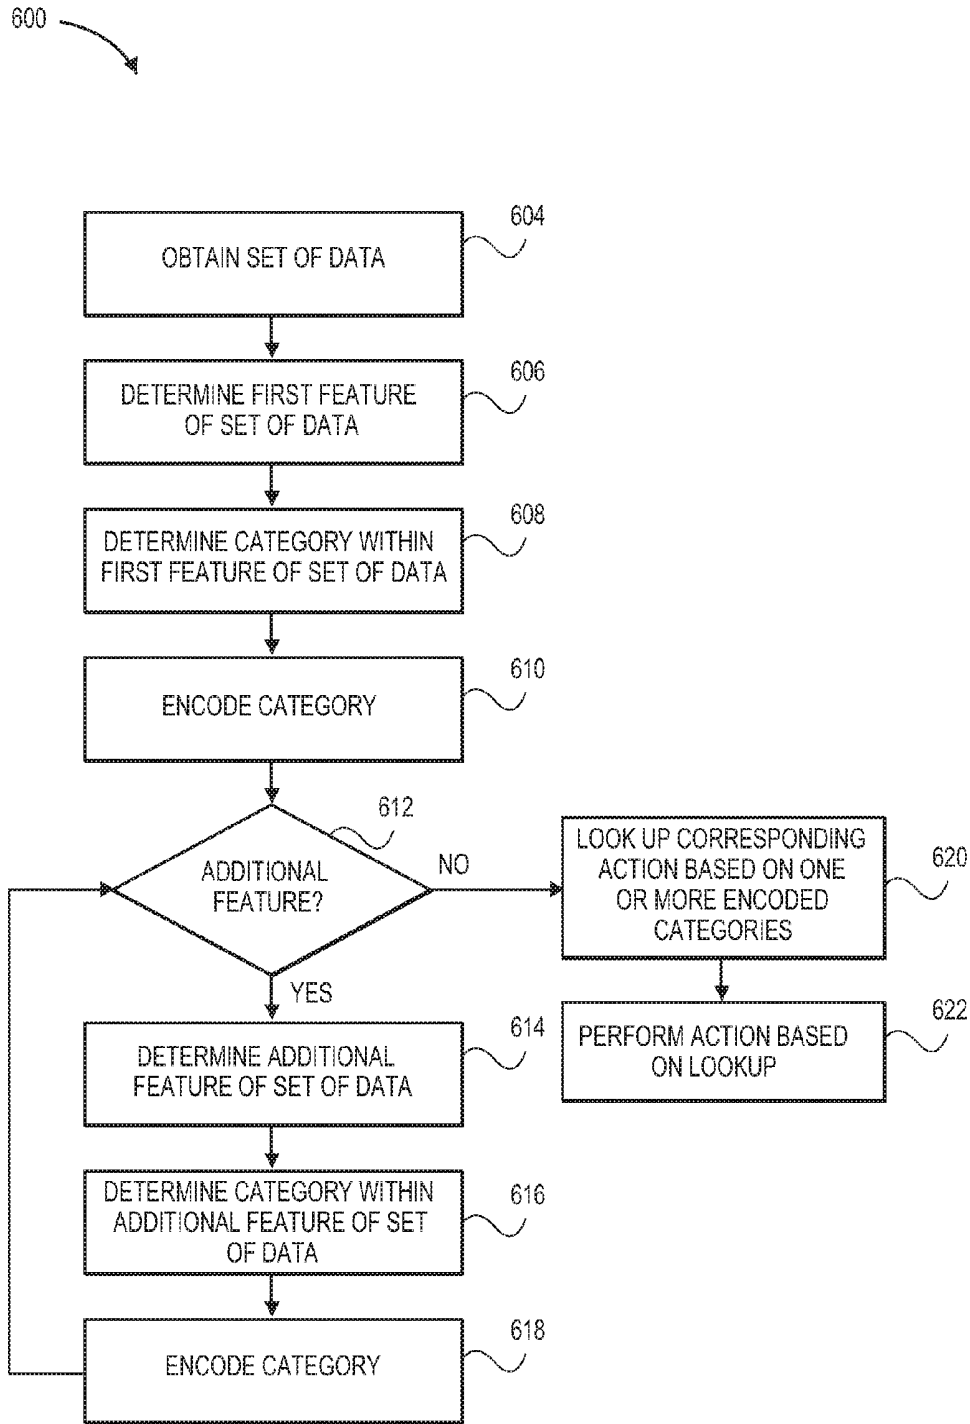 600
604
OBTAIN SET OF DATA
606
DETERMINE FIRST FEATURE
OF SET OF DATA
608
DETERMINE CATEGORY WITHIN
FIRST FEATURE OF SET OF DATA
610
ENCODE CATEGORY
612
ADDITIONAL
FEATURE?
NO
LOOK UP CORRESPONDING
ACTION BASED ON ONE
OR MORE ENCODED
CATEGORIES
620
YES
PERFORM ACTION BASED
ON LOOKUP
622
614
DETERMINE ADDITIONAL
FEATURE OF SET OF DATA
616
DETERMINE CATEGORY WITHIN
ADDITIONAL FEATURE OF SET
OF DATA
618
ENCODE CATEGORY